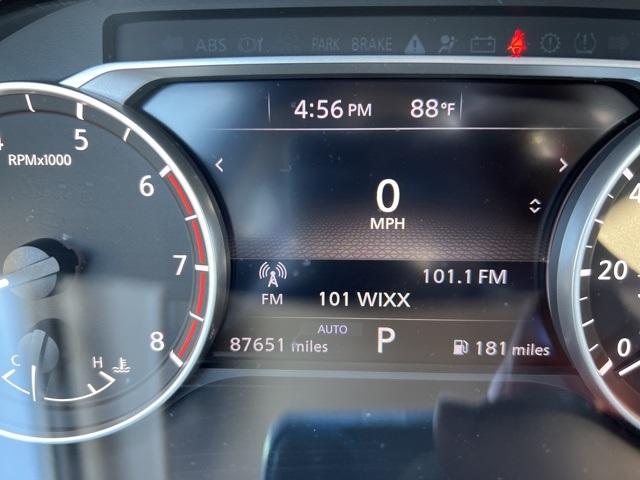 ABS PARK BRAKE
4:56 PM 88°F
5
4
RPMx1000
6
0
MPH
7
20
101.1 FM
FM 101 WIXX
AUTO
8
87651 miles P 181 miles
0
C H